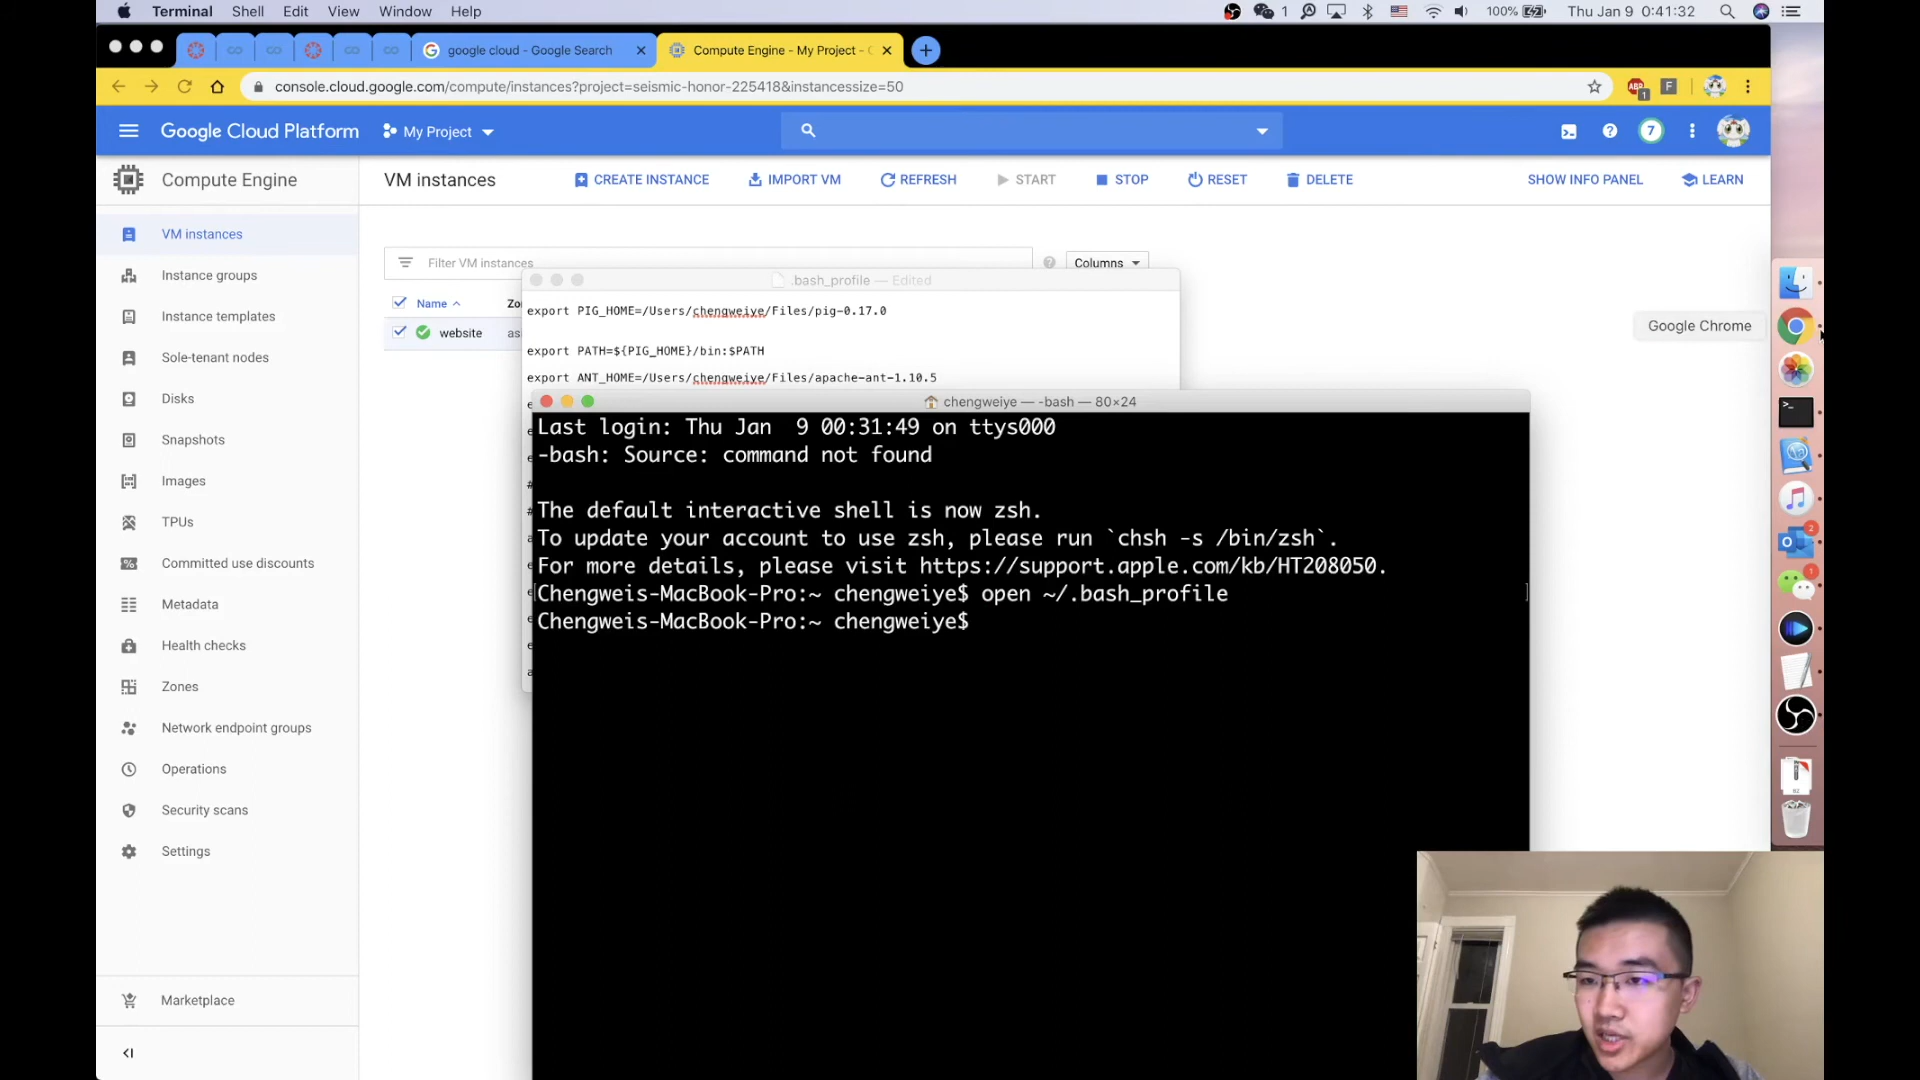 Terminal Shell Edit View Window Help
1 100% Thu Jan 9 0:41:32
google cloud - Google Search
Compute Engine - My Project -
console.cloud.google.com/compute/instances?project=seismic-honor-225418&instancessize=50
ABP 1 F
Google Cloud Platform My Project 7
Compute Engine
VM instances
CREATE INSTANCE IMPORT VM REFRESH START STOP RESET DELETE
SHOW INFO PANEL LEARN
VM instances
Instance groups
Instance templates
Sole-tenant nodes
Disks
Snapshots
Images
TPUs
Committed use discounts
Metadata
Health checks
Zones
Network endpoint groups
Operations
Security scans
Settings
Marketplace
Filter VM instances
Columns
Name Zo
website as
.bash_profile — Edited
export PIG_HOME=/Users/chengweiye/Files/pig-0.17.0
export PATH=${PIG_HOME}/bin:$PATH
export ANT_HOME=/Users/chengweiye/Files/apache-ant-1.10.5
chengweiye — -bash — 80×24
Last login: Thu Jan  9 00:31:49 on ttys000
-bash: Source: command not found
The default interactive shell is now zsh.
To update your account to use zsh, please run `chsh -s /bin/zsh`.
For more details, please visit https://support.apple.com/kb/HT208050.
Chengweis-MacBook-Pro:~ chengweiye$ open ~/.bash_profile
Chengweis-MacBook-Pro:~ chengweiye$
Google Chrome
2
1